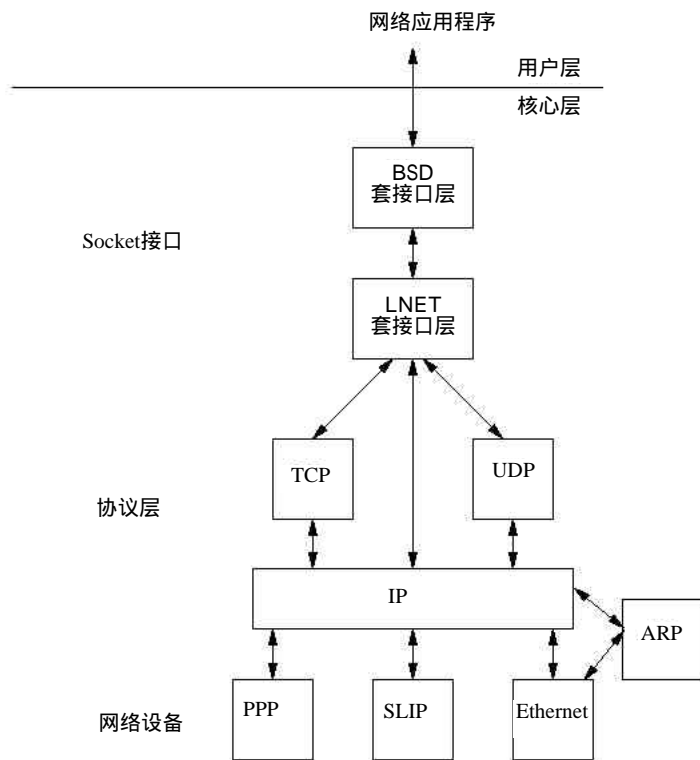 网络应用程序
用户层
核心层
BSD
套接口层
Socket接口
LNET
套接口层
TCP
UDP
协议层
IP
ARP
PPP
SLIP
Ethernet
网络设备